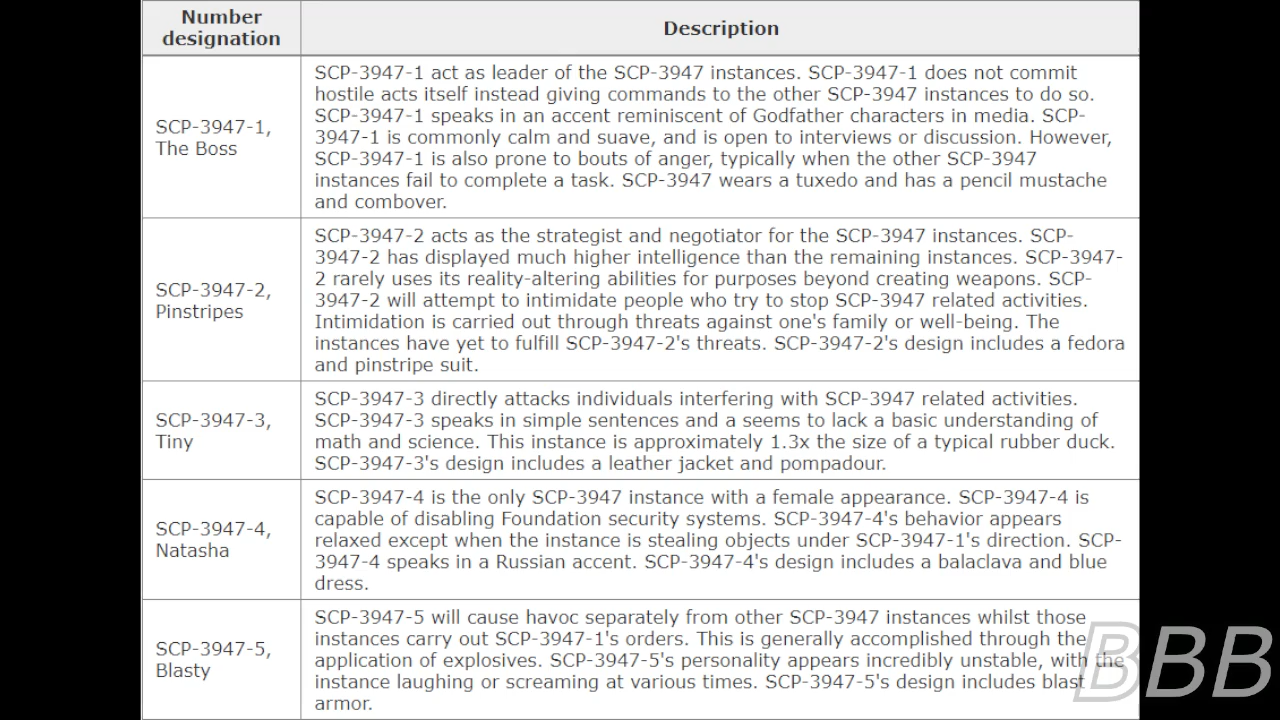 Number
designation
Description
SCP-3947-1,
The Boss
SCP-3947-1 act as leader of the SCP-3947 instances. SCP-3947-1 does not commit
hostile acts itself instead giving commands to the other SCP-3947 instances to do so.
SCP-3947-1 speaks in an accent reminiscent of Godfather characters in media. SCP-
3947-1 is commonly calm and suave, and is open to interviews or discussion. However,
SCP-3947-1 is also prone to bouts of anger, typically when the other SCP-3947
instances fail to complete a task. SCP-3947 wears a tuxedo and has a pencil mustache
and combover.
SCP-3947-2,
Pinstripes
SCP-3947-2 acts as the strategist and negotiator for the SCP-3947 instances. SCP-
3947-2 has displayed much higher intelligence than the remaining instances. SCP-3947-
2 rarely uses its reality-altering abilities for purposes beyond creating weapons. SCP-
3947-2 will attempt to intimidate people who try to stop SCP-3947 related activities.
Intimidation is carried out through threats against one's family or well-being. The
instances have yet to fulfill SCP-3947-2's threats. SCP-3947-2's design includes a fedora
and pinstripe suit.
SCP-3947-3,
Tiny
SCP-3947-3 directly attacks individuals interfering with SCP-3947 related activities.
SCP-3947-3 speaks in simple sentences and a seems to lack a basic understanding of
math and science. This instance is approximately 1.3x the size of a typical rubber duck.
SCP-3947-3's design includes a leather jacket and pompadour.
SCP-3947-4,
Natasha
SCP-3947-4 is the only SCP-3947 instance with a female appearance. SCP-3947-4 is
capable of disabling Foundation security systems. SCP-3947-4's behavior appears
relaxed except when the instance is stealing objects under SCP-3947-1's direction. SCP-
3947-4 speaks in a Russian accent. SCP-3947-4's design includes a balaclava and blue
dress.
SCP-3947-5,
Blasty
SCP-3947-5 will cause havoc separately from other SCP-3947 instances whilst those
instances carry out SCP-3947-1's orders. This is generally accomplished through the
application of explosives. SCP-3947-5's personality appears incredibly unstable, with the
instance laughing or screaming at various times. SCP-3947-5's design includes blast
armor.
BBB